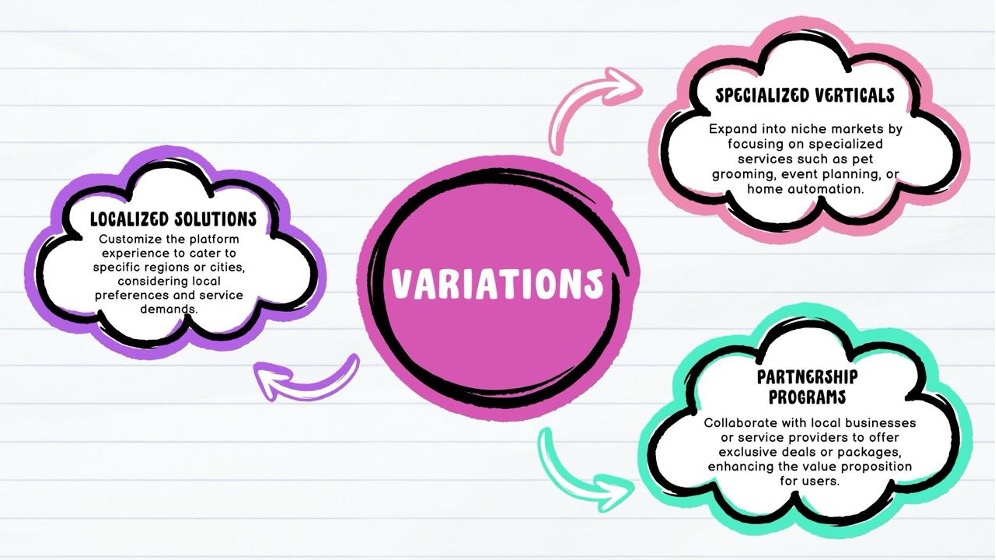 VARIATIONS
LOCALIZED SOLUTIONS
Customize the platform
experience to cater to
specific regions or cities,
considering local
preferences and service
demands.
SPECIALIZED VERTICALS
Expand into niche markets by
focusing on specialized
services such as pet
grooming, event planning, or
home automation.
PARTNERSHIP
PROGRAMS
Collaborate with local businesses
or service providers to offer
exclusive deals or packages,
enhancing the value proposition
for users.